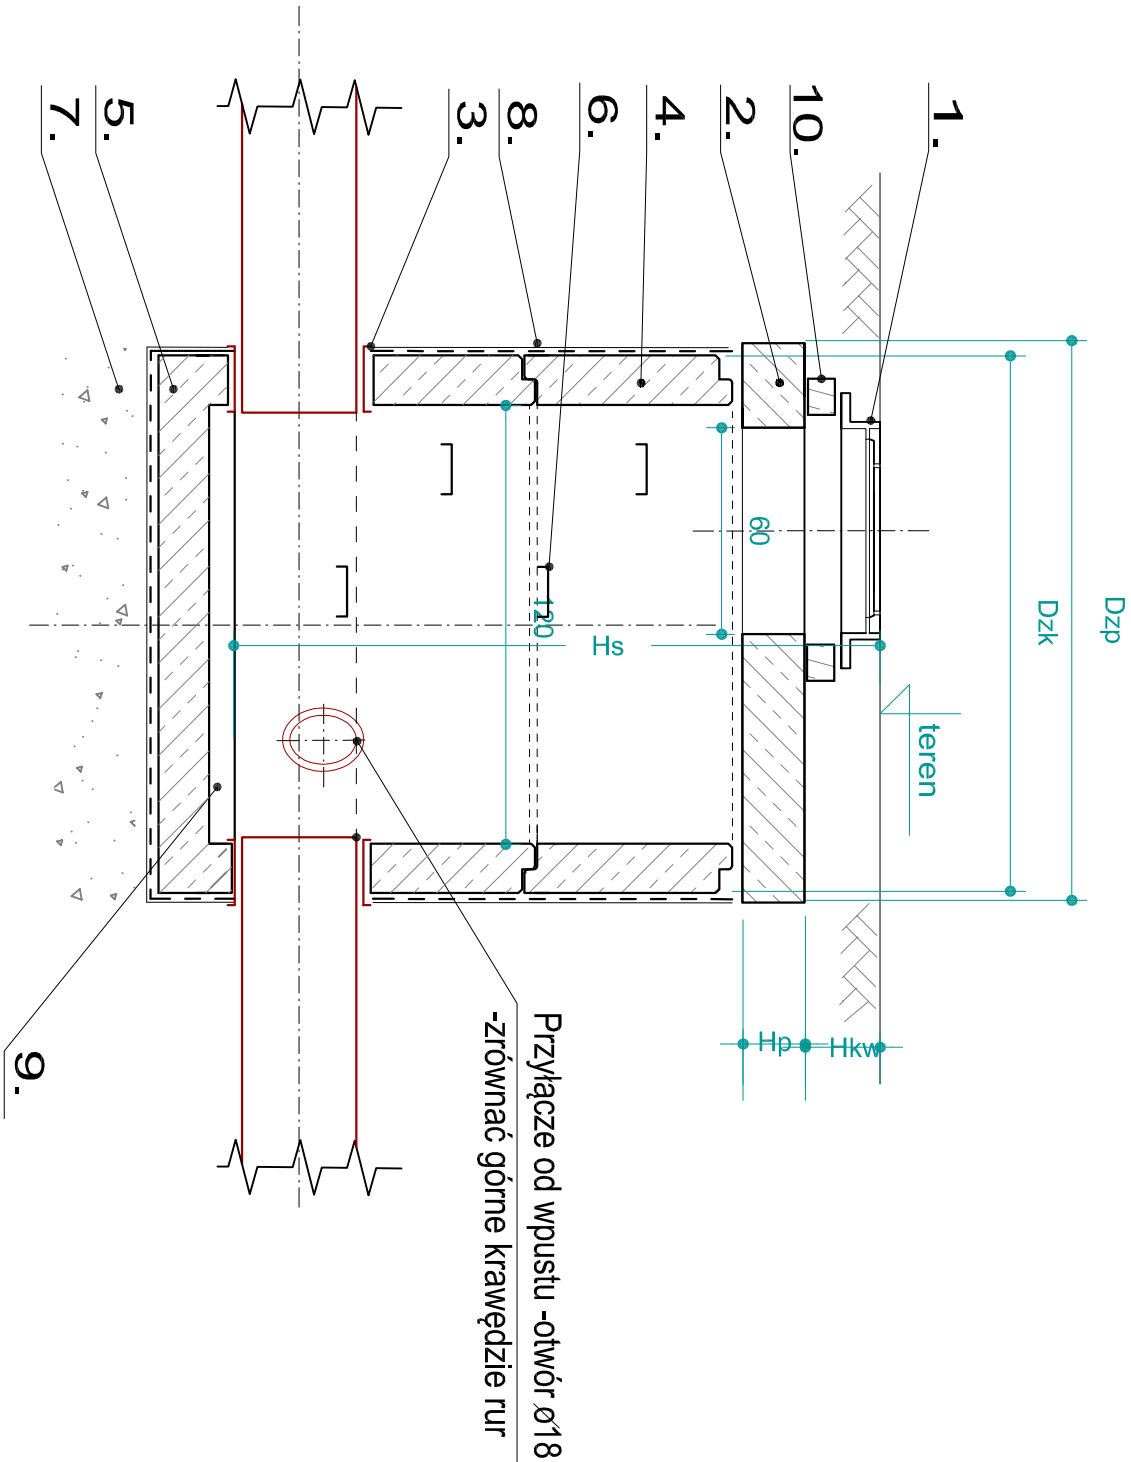 Dzp
Dzk
teren
Hkw
Hp
60
Hs
120
1.
10.
2.
4.
6.
8.
3.
5.
7.
9.
Przyłącze od wpustu -otwór ø18
-zrównać górne krawędzie rur